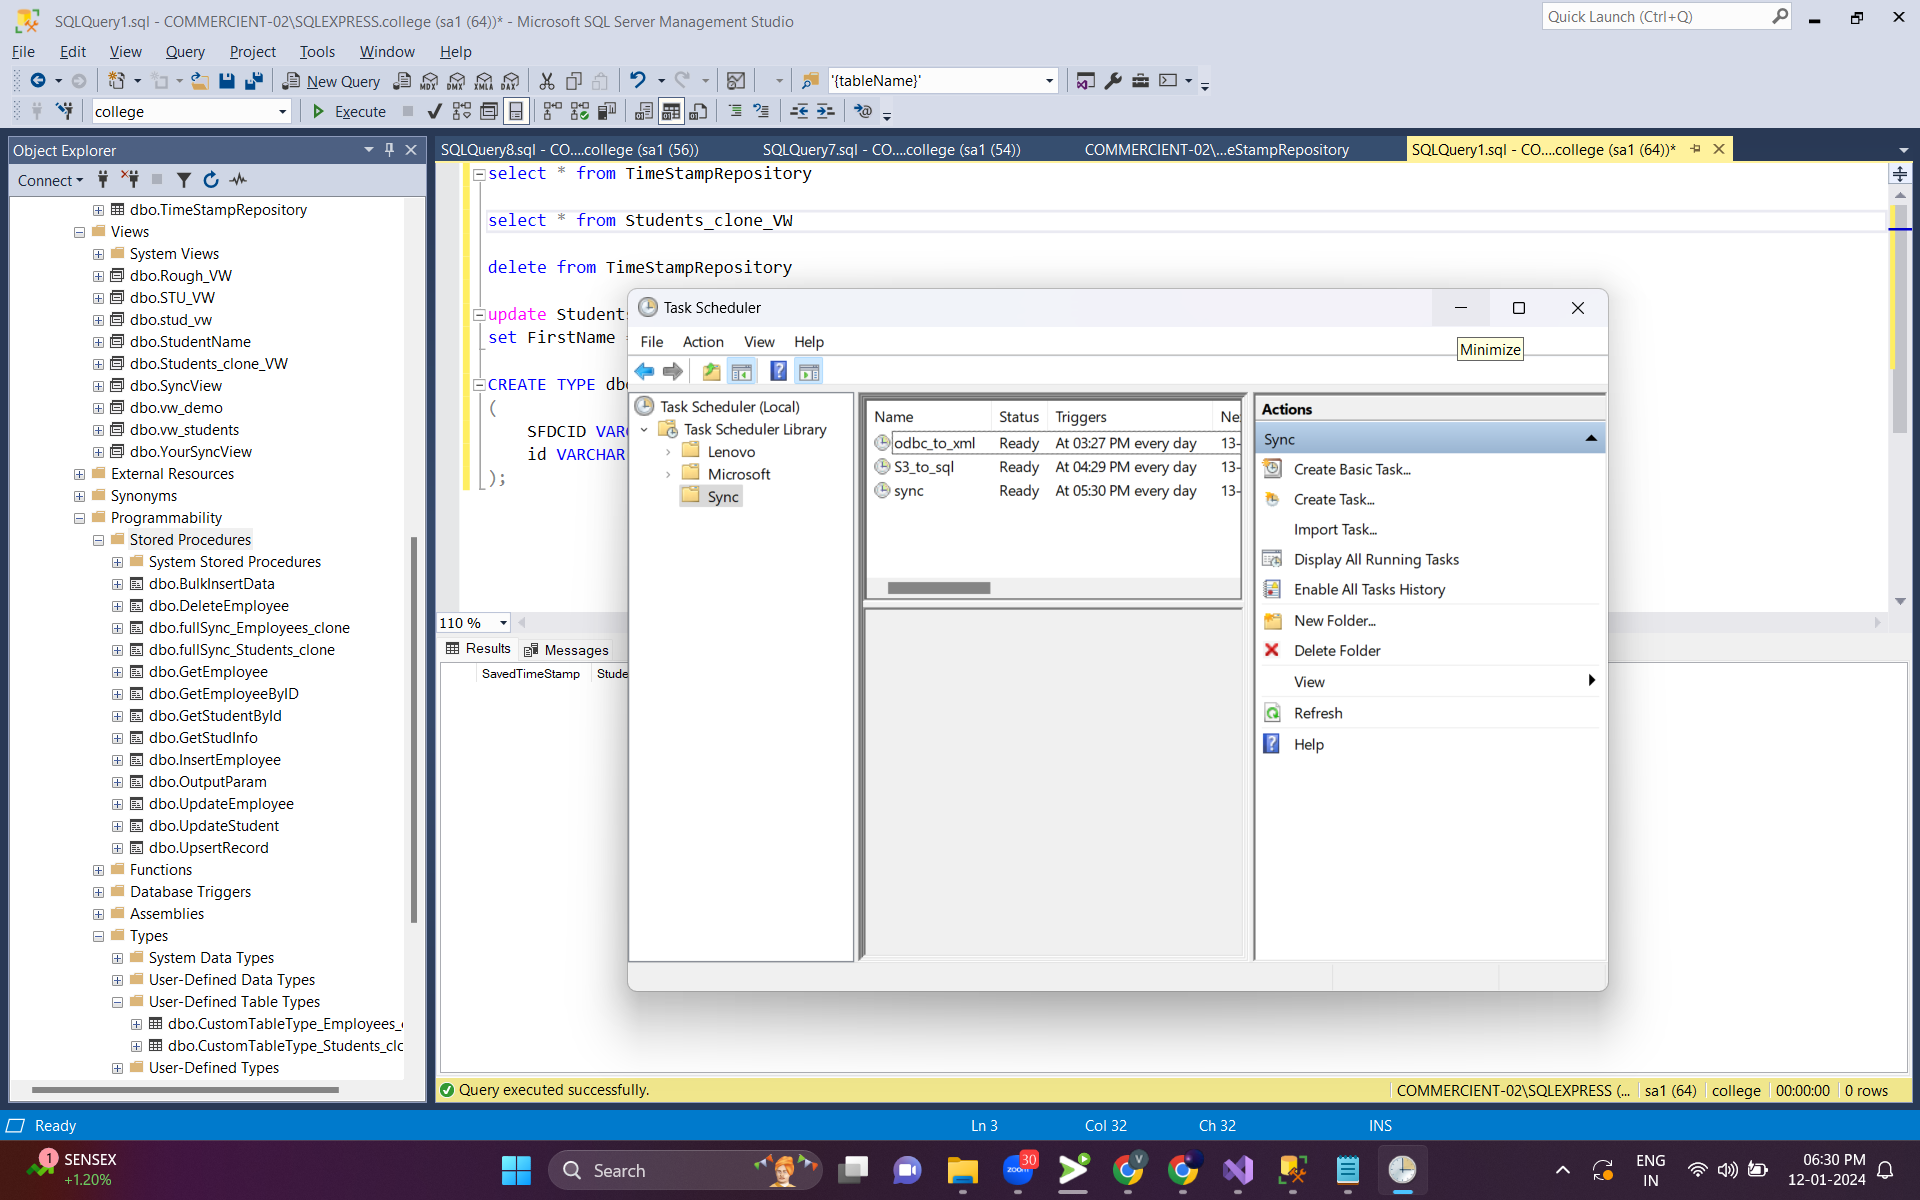 SQLQuery1.sql - COMMERCIENT-02\SQLEXPRESS.college (sa1 (64))* - Microsoft SQL Server Management Studio
Quick Launch (Ctrl+Q)
File Edit View Query Project Tools Window Help
New Query
'{tableName}'
college
Execute
Object Explorer
Connect
dbo.TimeStampRepository
Views
System Views
dbo.Rough_VW
dbo.STU_VW
dbo.stud_vw
dbo.StudentName
dbo.Students_clone_VW
dbo.SyncView
dbo.vw_demo
dbo.vw_students
dbo.YourSyncView
External Resources
Synonyms
Programmability
Stored Procedures
System Stored Procedures
dbo.BulkInsertData
dbo.DeleteEmployee
dbo.fullSync_Employees_clone
dbo.fullSync_Students_clone
dbo.GetEmployee
dbo.GetEmployeeByID
dbo.GetStudentById
dbo.GetStudInfo
dbo.InsertEmployee
dbo.OutputParam
dbo.UpdateEmployee
dbo.UpdateStudent
dbo.UpsertRecord
Functions
Database Triggers
Assemblies
Types
System Data Types
User-Defined Data Types
User-Defined Table Types
dbo.CustomTableType_Employees_
dbo.CustomTableType_Students_clo
User-Defined Types
SQLQuery8.sql - CO....college (sa1 (56))
SQLQuery7.sql - CO....college (sa1 (54))
COMMERCIENT-02\...eStampRepository
SQLQuery1.sql - CO....college (sa1 (64))*
select * from TimeStampRepository
select * from Students_clone_VW
delete from TimeStampRepository
update Student
set FirstName
CREATE TYPE dbo
(
SFDCID VAR
id VARCHAR
);
110 %
Results Messages
SavedTimeStamp Stude
Task Scheduler
Minimize
File Action View Help
Task Scheduler (Local)
Task Scheduler Library
Lenovo
Microsoft
Sync
Name Status Triggers Ne
odbc_to_xml Ready At 03:27 PM every day 13-
S3_to_sql Ready At 04:29 PM every day 13-
sync Ready At 05:30 PM every day 13-
Actions
Sync
Create Basic Task...
Create Task...
Import Task...
Display All Running Tasks
Enable All Tasks History
New Folder...
Delete Folder
View
Refresh
Help
Query executed successfully.
COMMERCIENT-02\SQLEXPRESS (... sa1 (64) college 00:00:00 0 rows
Ready
Ln 3 Col 32 Ch 32 INS
1
SENSEX
+1.20%
Search
zoom
30
V
ENG
IN
06:30 PM
12-01-2024